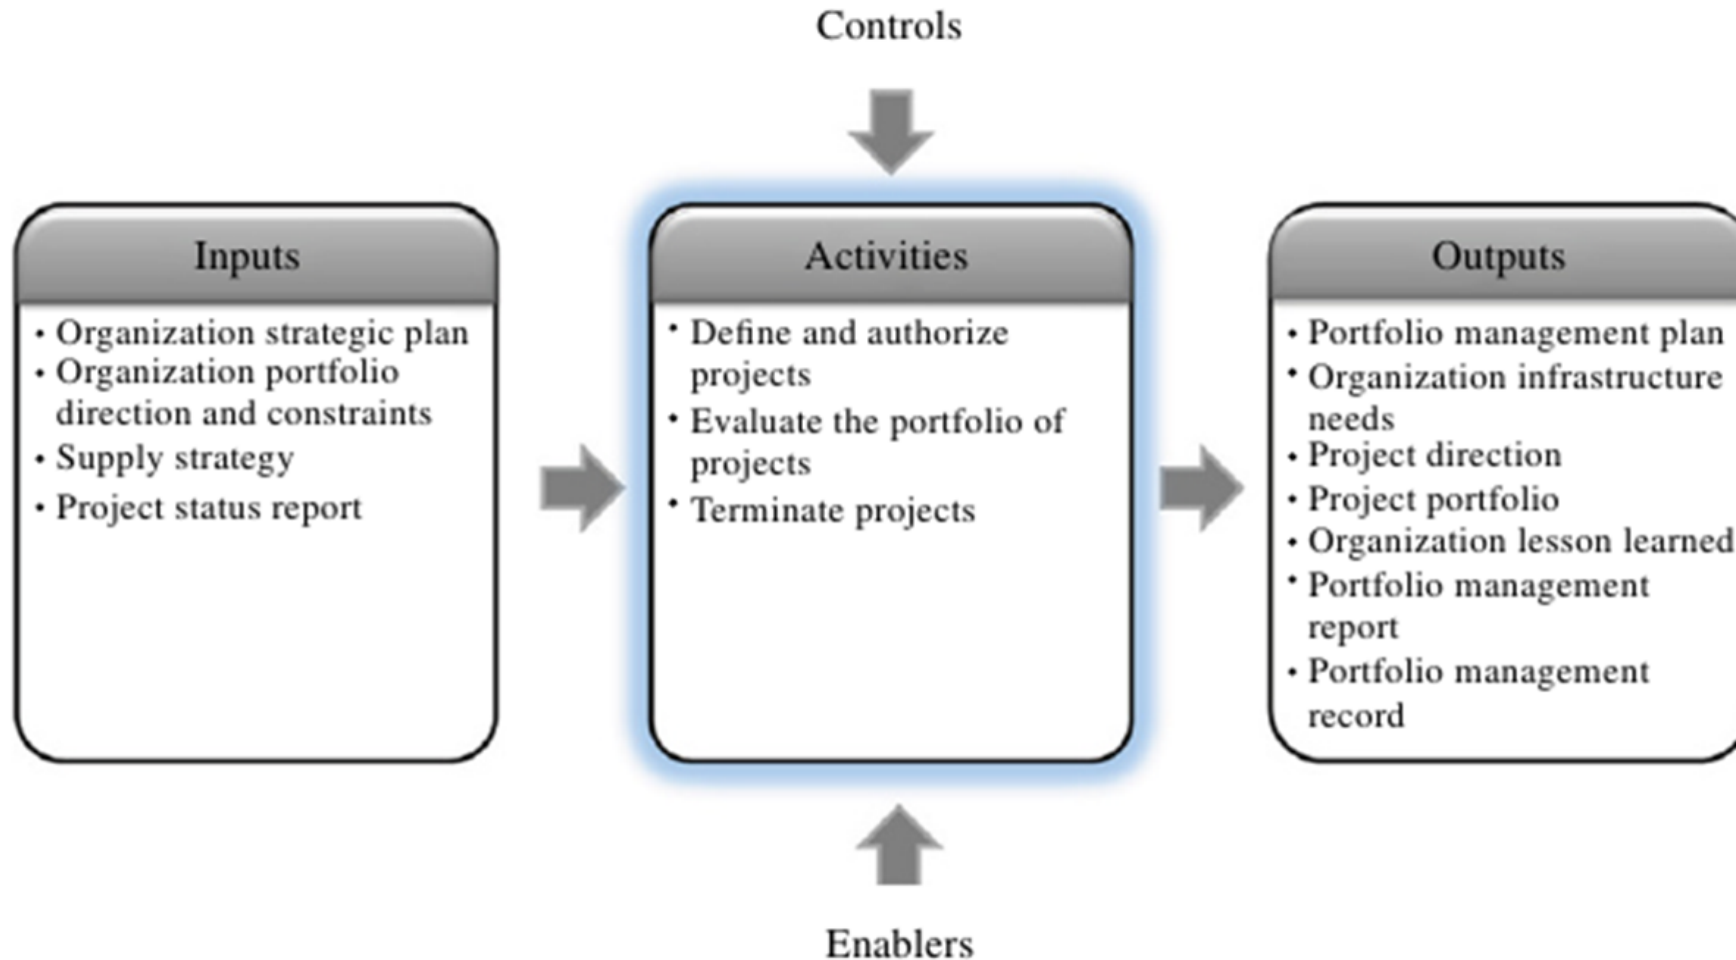 Controls
Inputs
• Organization strategic plan
• Organization portfolio
direction and constraints
• Supply strategy
• Project status report
Activities
• Define and authorize
projects
• Evaluate the portfolio of
projects
• Terminate projects
Outputs
• Portfolio management plan
• Organization infrastructure
needs
• Project direction
• Project portfolio
• Organization lesson learned
• Portfolio management
report
• Portfolio management
record
Enablers